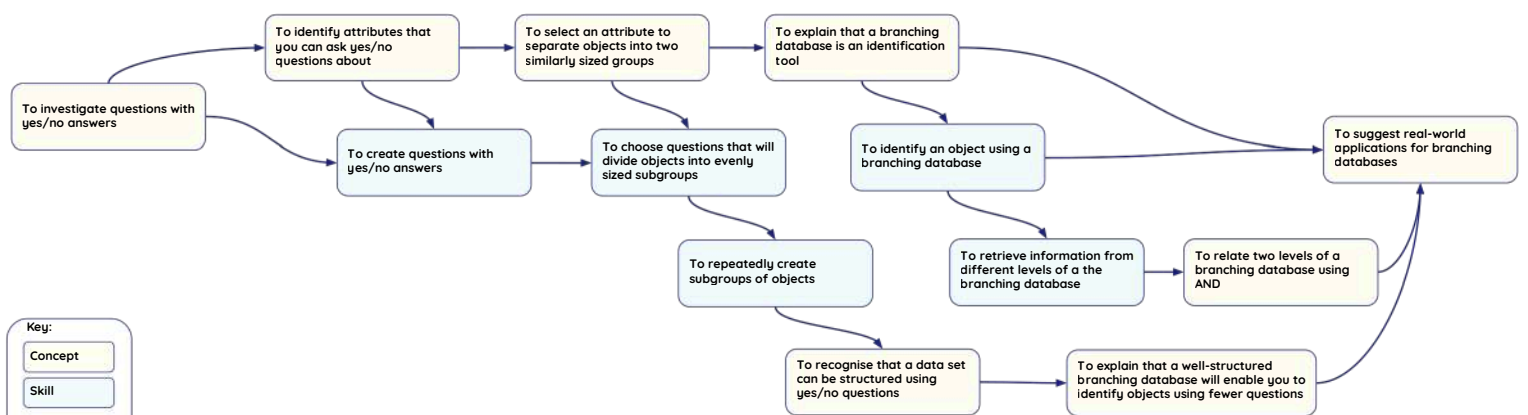 To identify attributes that
you can ask yes/no
questions about
To select an attribute to
separate objects into two
similarly sized groups
To explain that a branching
database is an identification
tool
To investigate questions with
yes/no answers
To create questions with
yes/no answers
To choose questions that will
divide objects into evenly
sized subgroups
To identify an object using a
branching database
To suggest real-world
applications for branching
databases
To repeatedly create
subgroups of objects
To retrieve information from
different levels of a the
branching database
To relate two levels of a
branching database using
AND
To recognise that a data set
can be structured using
yes/no questions
To explain that a well-structured
branching database will enable you to
identify objects using fewer questions
Key:
Concept
Skill